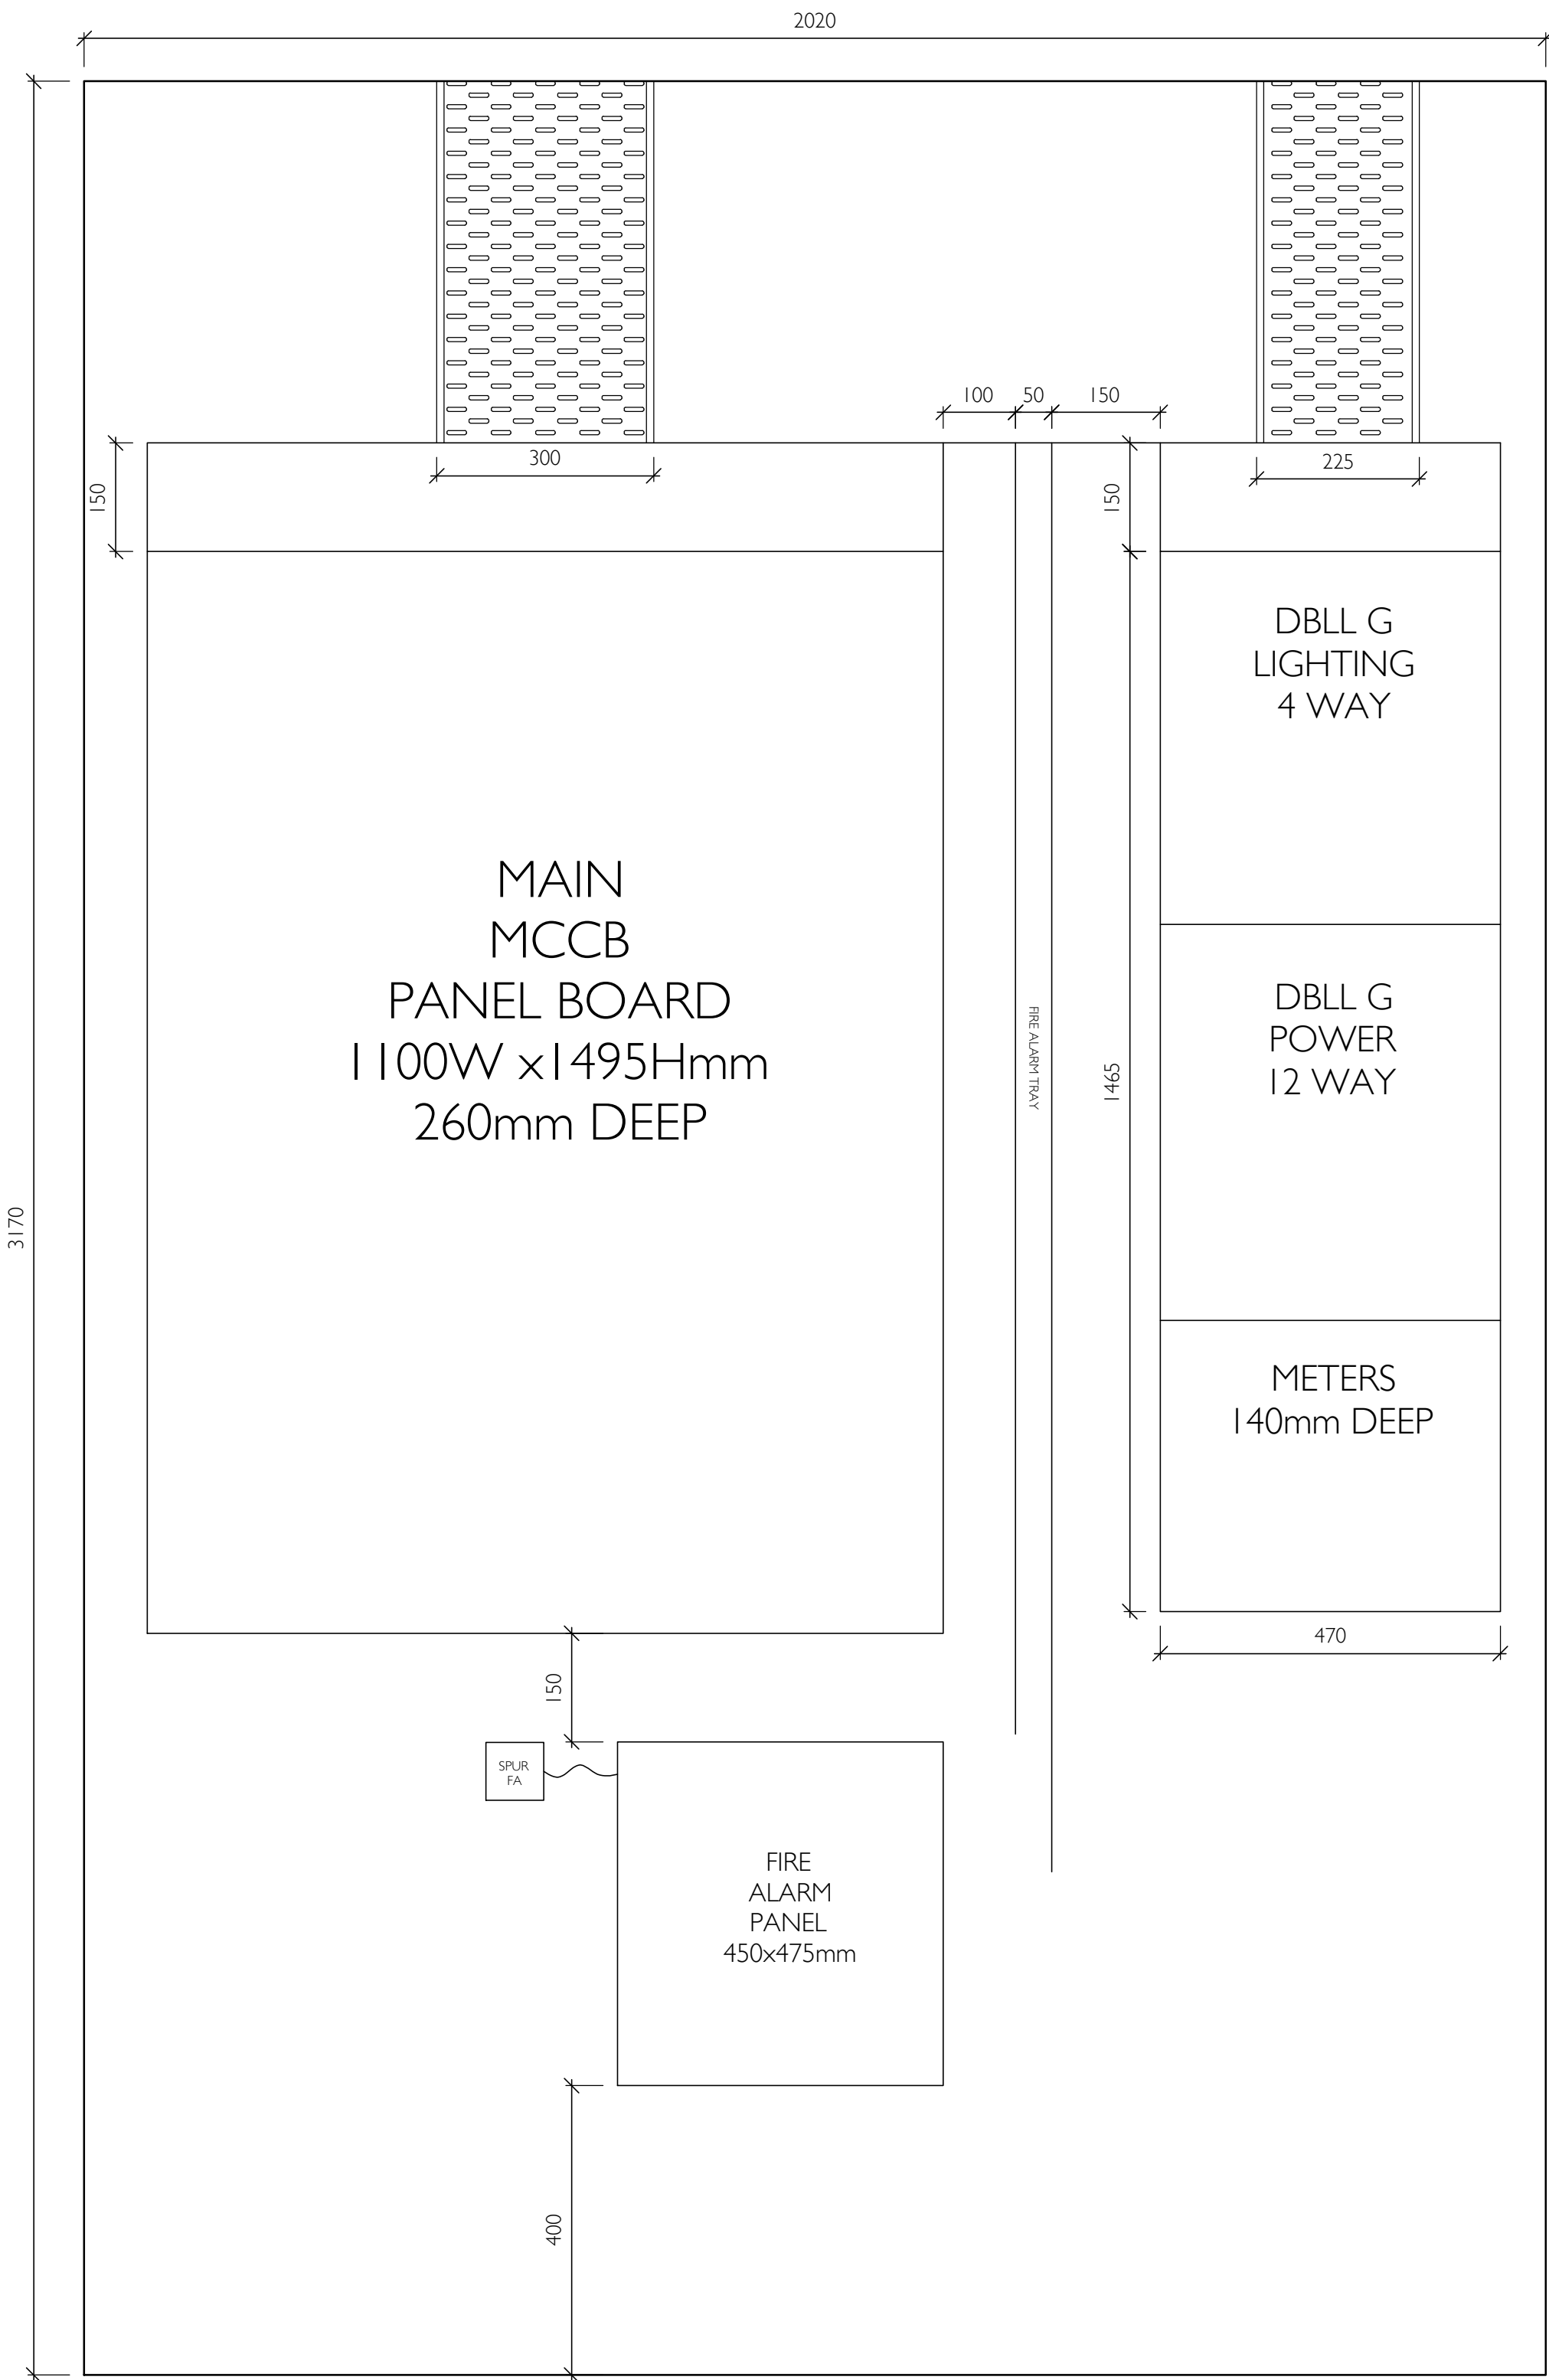 2020
100
50
150
300
225
150
150
DBLL G
LIGHTING
4 WAY
MAIN
MCCB
PANEL BOARD
1100W x1495Hmm
260mm DEEP
DBLL G
POWER
12 WAY
FIRE ALARM TRAY
1465
3170
METERS
140mm DEEP
470
150
SPUR
FA
FIRE
ALARM
PANEL
450x475mm
400